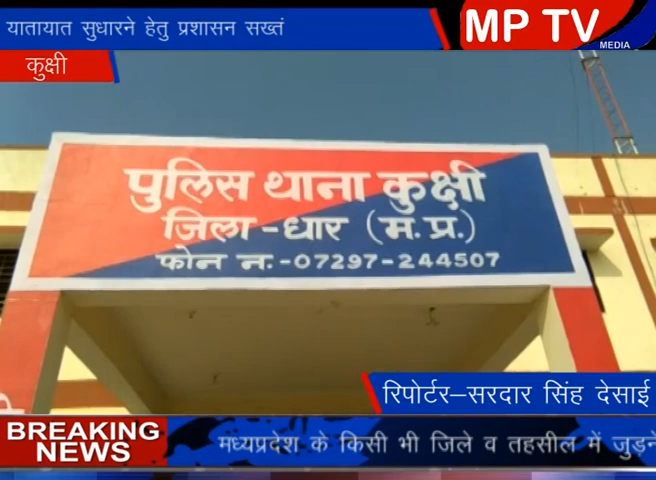 यातायात सुधारने हेतु प्रशासन सख्तं
MP TV
MEDIA
कुक्षी
पुलिस थाना कुक्षी
जिला-धार (म.प्र.)
फोन न.-07297-244507
रिपोर्टर–सरदार सिंह देसाई
BREAKING
NEWS
मध्यप्रदेश के किसी भी जिले व तहसील में